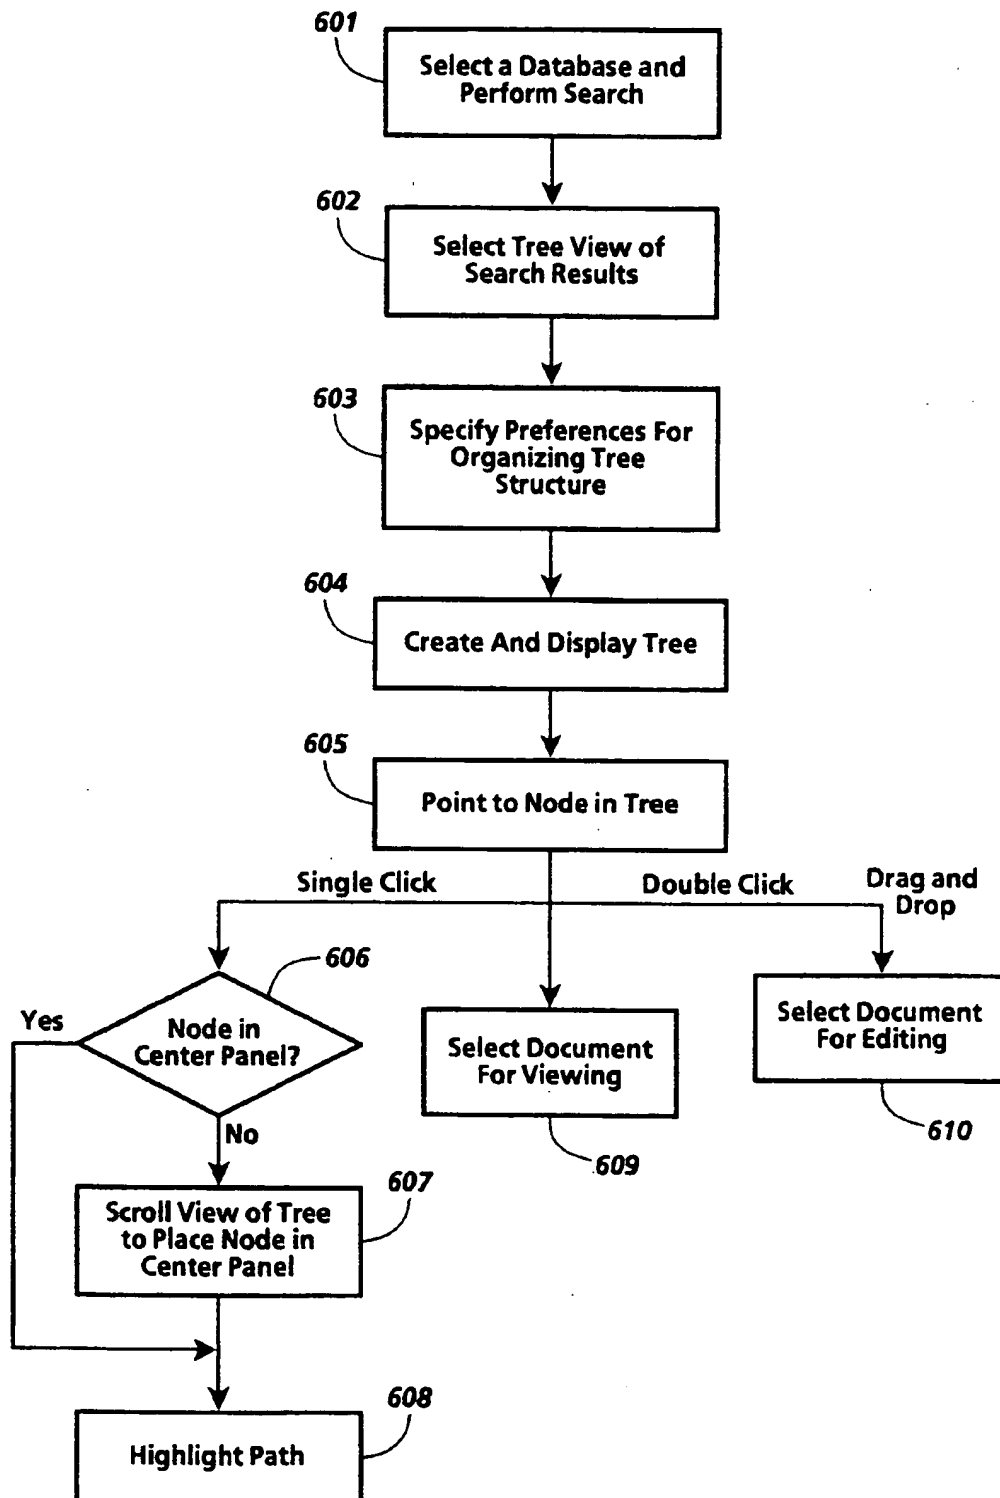 601
Select a Database and
Perform Search
602
Select Tree View of
Search Results
603
Specify Preferences For
Organizing Tree
Structure
604
Create And Display Tree
605
Point to Node in Tree
Single Click
Double Click
Drag and
Drop
606
Yes
Node in
Center Panel?
Select Document
For Viewing
Select Document
For Editing
No
609
610
607
Scroll View of Tree
to Place Node in
Center Panel
608
Highlight Path